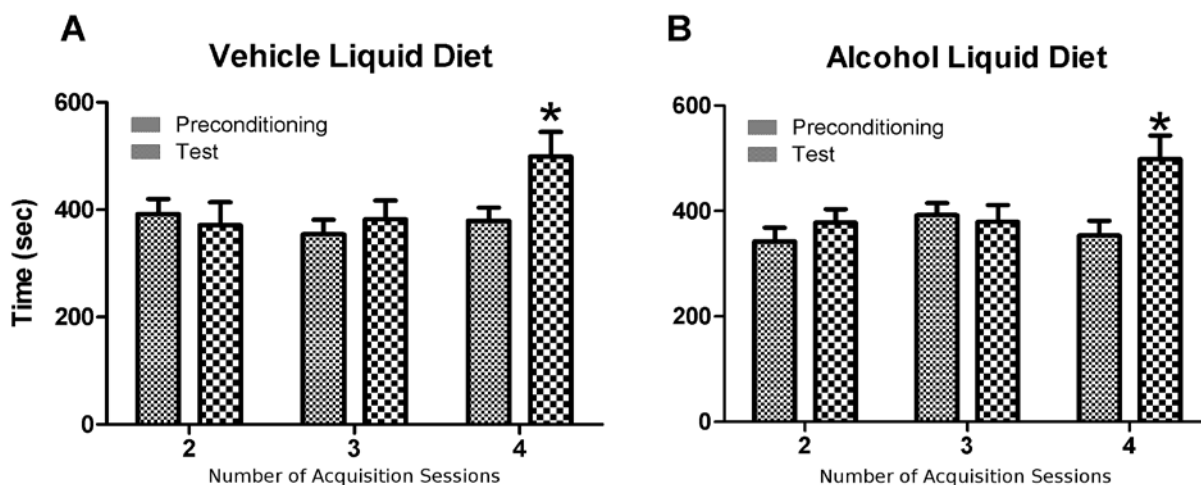 A
Vehicle Liquid Diet
Preconditioning
Test
*
Time (sec)
600
400
200
0
2 3 4
Number of Acquisition Sessions
B
Alcohol Liquid Diet
Preconditioning
Test
*
600
400
200
0
2 3 4
Number of Acquisition Sessions